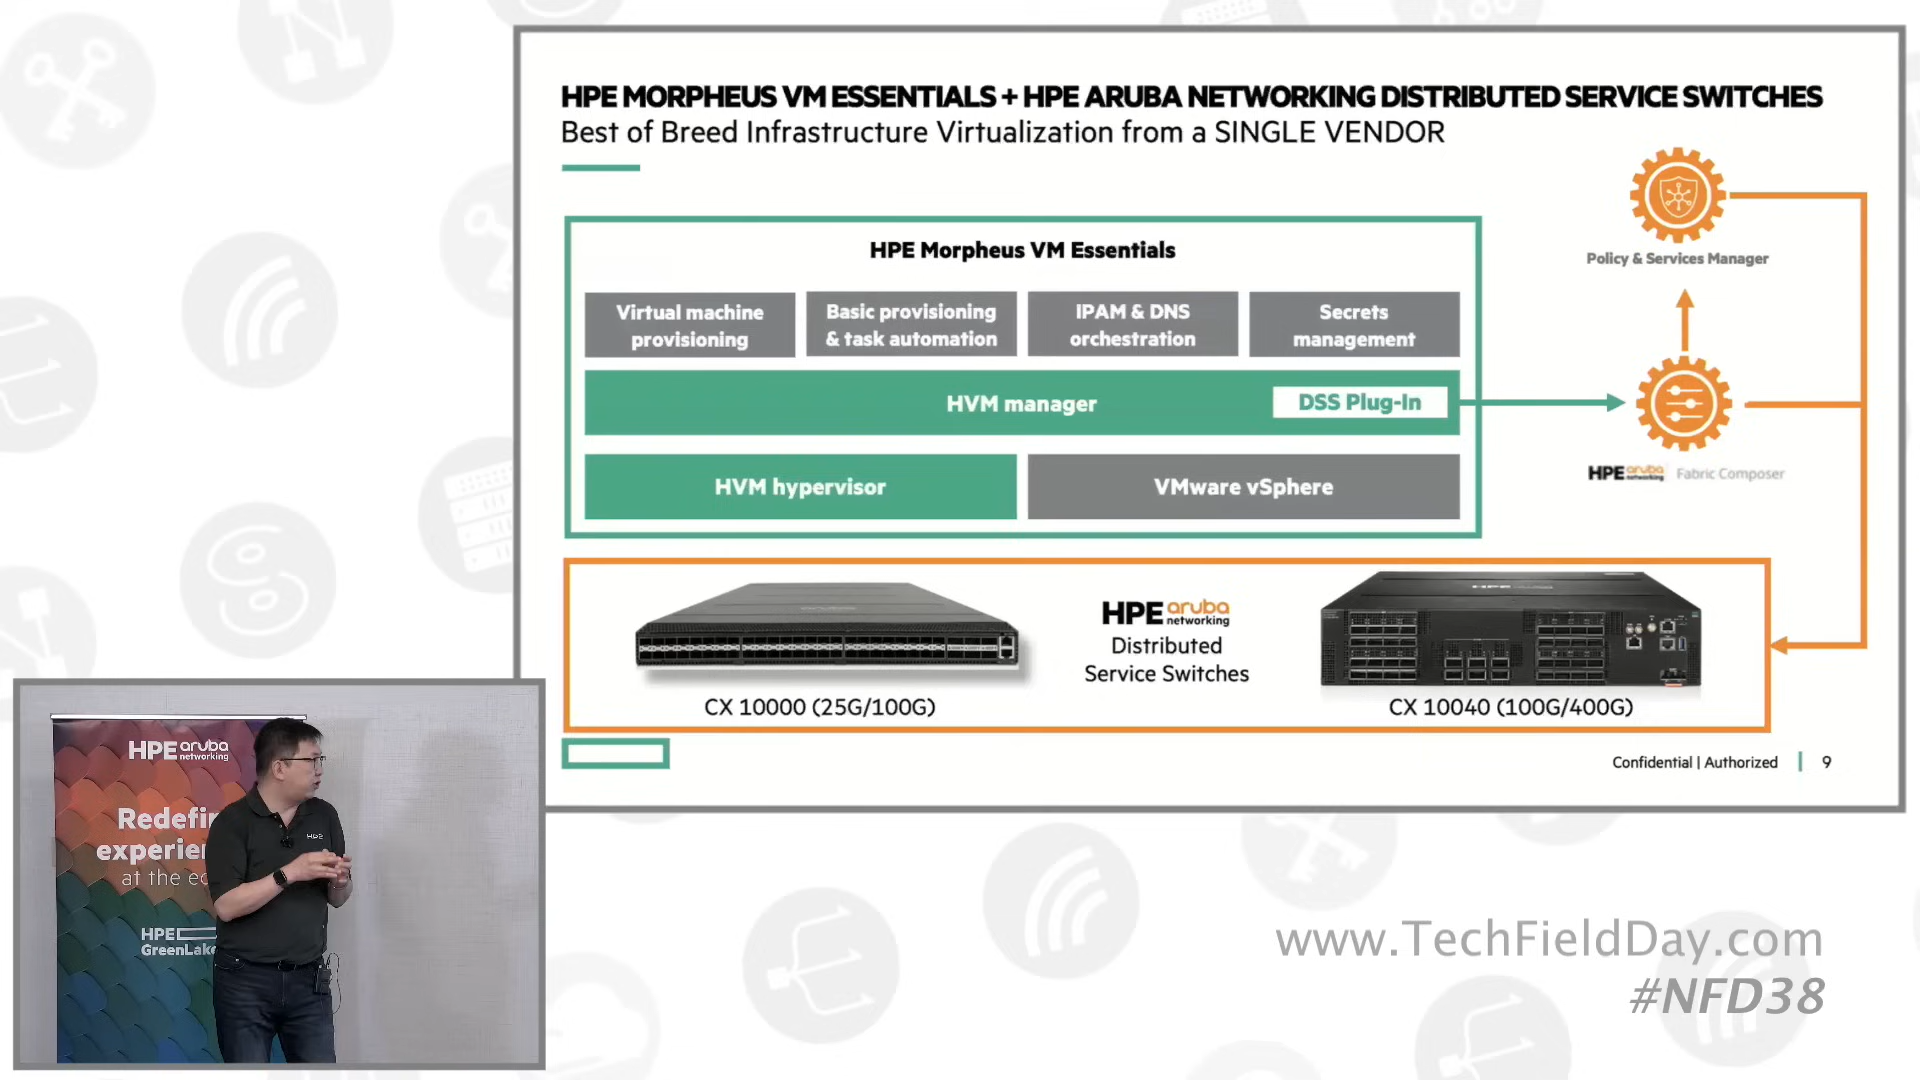 HPE MORPHEUS VM ESSENTIALS + HPE ARUBA NETWORKING DISTRIBUTED SERVICE SWITCHES
Best of Breed Infrastructure Virtualization from a SINGLE VENDOR
HPE Morpheus VM Essentials
Virtual machine
provisioning
Basic provisioning
& task automation
IPAM & DNS
orchestration
Secrets
management
HVM manager
DSS Plug-In
HVM hypervisor
VMware vSphere
Policy & Services Manager
HPE aruba networking Fabric Composer
HPE aruba
networking
Distributed
Service Switches
CX 10000 (25G/100G)
CX 10040 (100G/400G)
Confidential | Authorized | 9
HPE aruba
networking
Redefin
experie
at the ed
HPE
GreenLake
HPE
www.TechFieldDay.com
#NFD38